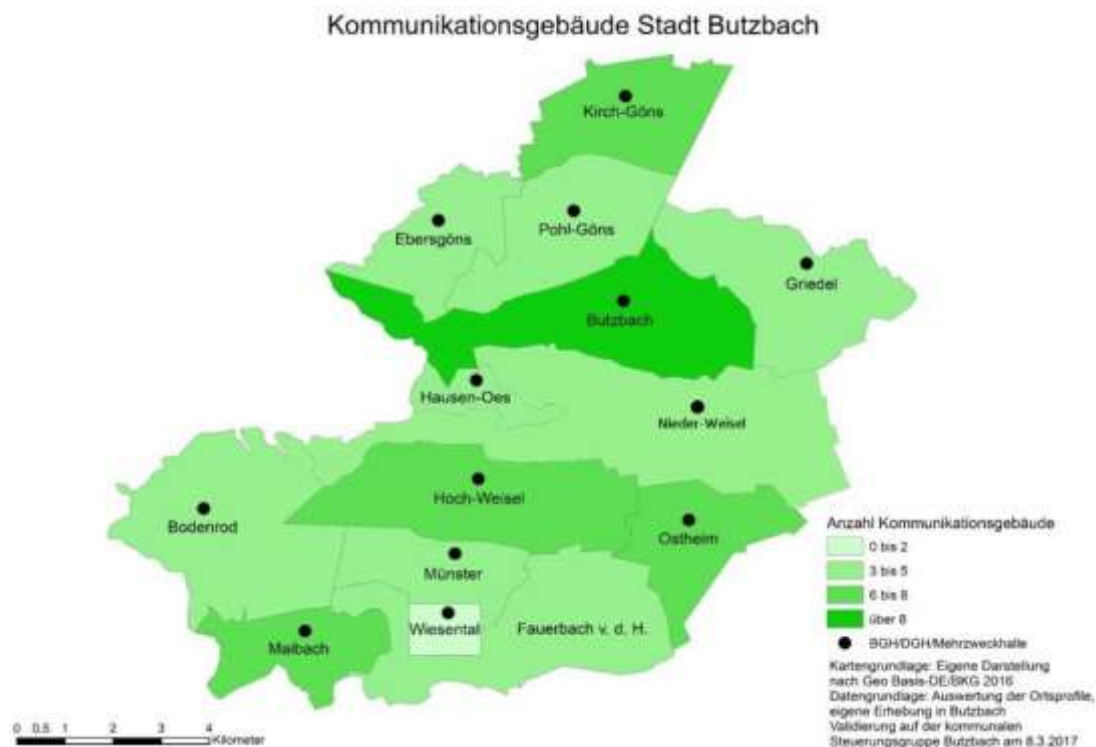 Kommunikationsgebäude Stadt Butzbach
Kirch-Göns
Ebersgöns
Pohl-Göns
Griedel
Butzbach
Hausen-Oes
Nieder-Weisel
Hoch-Weisel
Bodenrod
Ostheim
Münster
Wiesental
Fauerbach v. d. H.
Maibach
Anzahl Kommunikationsgebäude
0 bis 2
3 bis 5
6 bis 8
über 8
BGH/DGH/Mehrzweckhalle
Kartengrundlage: Eigene Darstellung
nach Geo Basis-DE/BKG 2016
Datengrundlage: Auswertung der Ortsprofile,
eigene Erhebung in Butzbach
Validierung auf der kommunalen
Steuerungsgruppe Butzbach am 8.3.2017
0 0,5 1 2 3 4
Kilometer